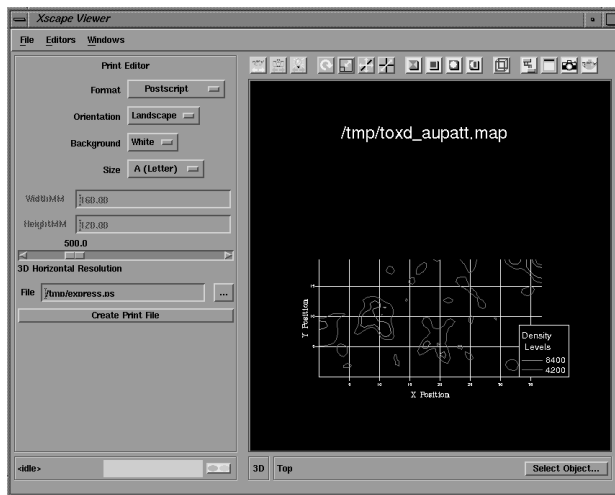 Xscape Viewer
File Editors Windows
Print Editor
Format Postscript
Orientation Landscape
Background White
Size A (Letter)
WidthMM 160.00
HeightMM 120.00
500.0
3D Horizontal Resolution
File /tmp/express.ps ...
Create Print File
<idle>
/tmp/toxd_aupatt.map
Y Position
X Position
Density
Levels
8400
4200
3D Top Select Object...